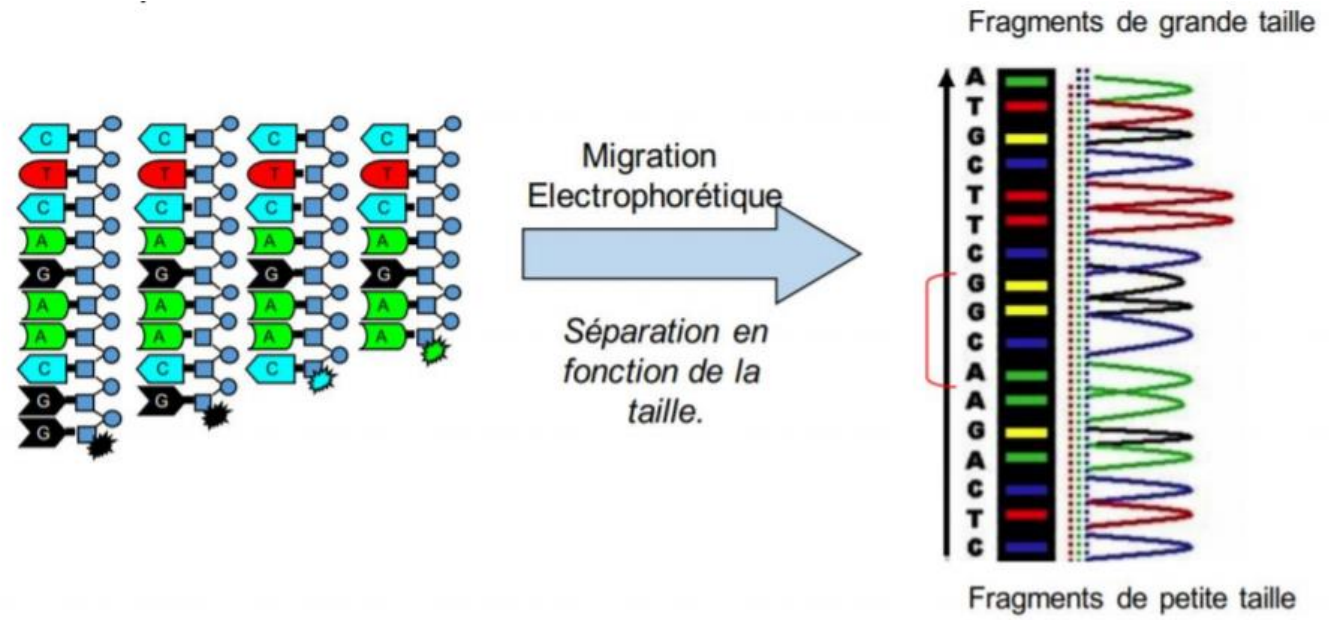 Fragments de grande taille
C C C C
T T T T
C C C C
A A A A
G G G G
A A A A
A A A A
C C C
G G
G
Migration
Electrophorétique
Séparation en
fonction de la
taille.
A
T
G
C
T
T
C
G
G
C
A
A
G
A
C
T
C
Fragments de petite taille